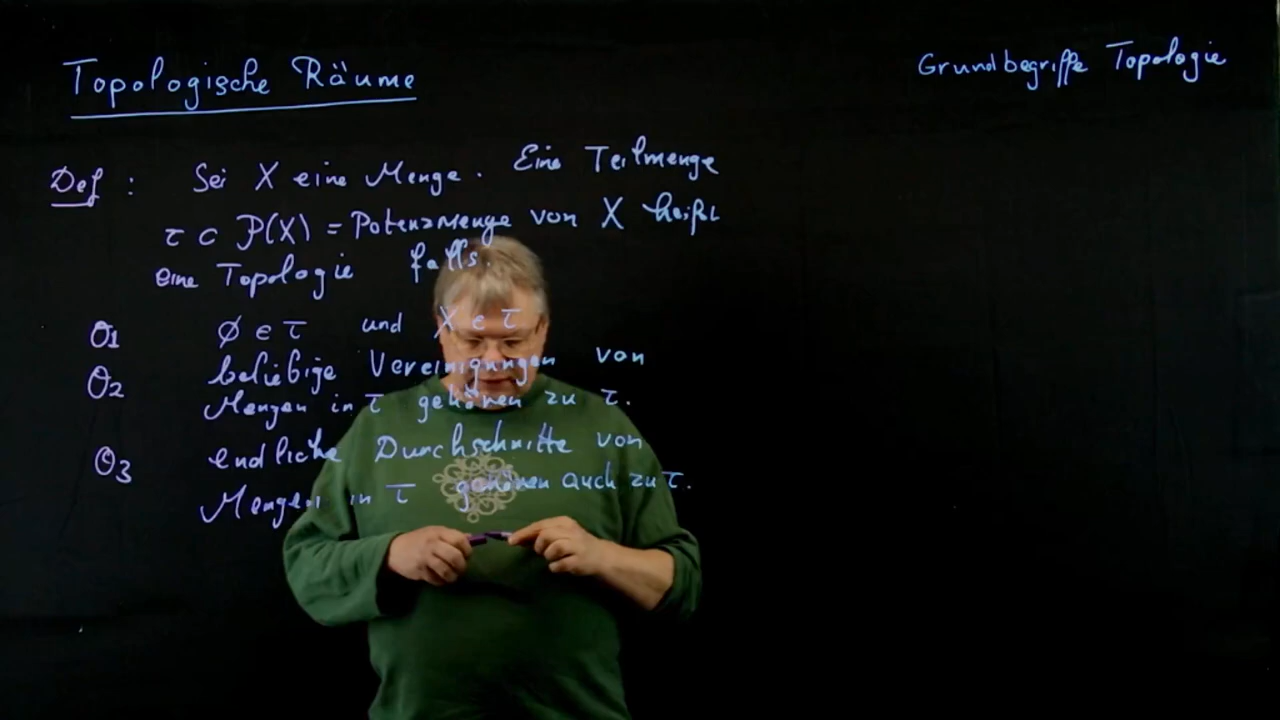 Topologische Räume
Grundbegriffe Topologie
Def : Sei X eine Menge. Eine Teilmenge
τ ⊂ P(X) = Potenzmenge von X heißt
eine Topologie falls.
O1 ∅ ∈ τ und X ∈ τ
O2 beliebige Vereinigungen von
Mengen in τ gehören zu τ.
O3 endliche Durchschnitte von
Mengen in τ gehören auch zu τ.